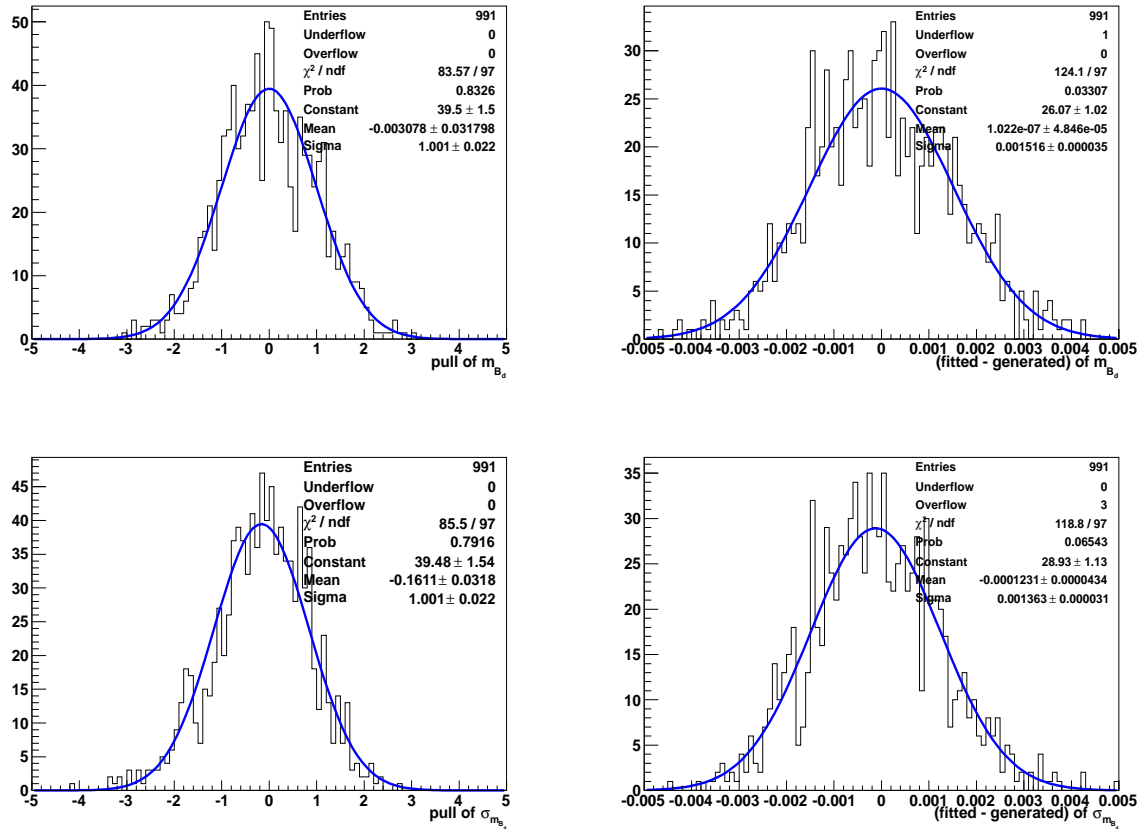 Entries 991
Underflow 0
Overflow 0
χ² / ndf 83.57 / 97
Prob 0.8326
Constant 39.5 ± 1.5
Mean -0.003078 ± 0.031798
Sigma 1.001 ± 0.022
50
40
30
20
10
0
-5 -4 -3 -2 -1 0 1 2 3 4 5
pull of m_{B_d}
Entries 991
Underflow 1
Overflow 0
χ² / ndf 124.1 / 97
Prob 0.03307
Constant 26.07 ± 1.02
Mean 1.022e-07 ± 4.846e-05
Sigma 0.001516 ± 0.000035
30
25
20
15
10
5
0
-0.005 -0.004 -0.003 -0.002 -0.001 0 0.001 0.002 0.003 0.004 0.005
(fitted - generated) of m_{B_d}
Entries 991
Underflow 0
Overflow 0
χ² / ndf 85.5 / 97
Prob 0.7916
Constant 39.48 ± 1.54
Mean -0.1611 ± 0.0318
Sigma 1.001 ± 0.022
45
40
35
30
25
20
15
10
5
0
-5 -4 -3 -2 -1 0 1 2 3 4 5
pull of σ_{m_{B_d}}
Entries 991
Underflow 0
Overflow 3
χ² / ndf 118.8 / 97
Prob 0.06543
Constant 28.93 ± 1.13
Mean -0.0001231 ± 0.0000434
Sigma 0.001363 ± 0.000031
35
30
25
20
15
10
5
0
-0.005 -0.004 -0.003 -0.002 -0.001 0 0.001 0.002 0.003 0.004 0.005
(fitted - generated) of σ_{m_{B_d}}